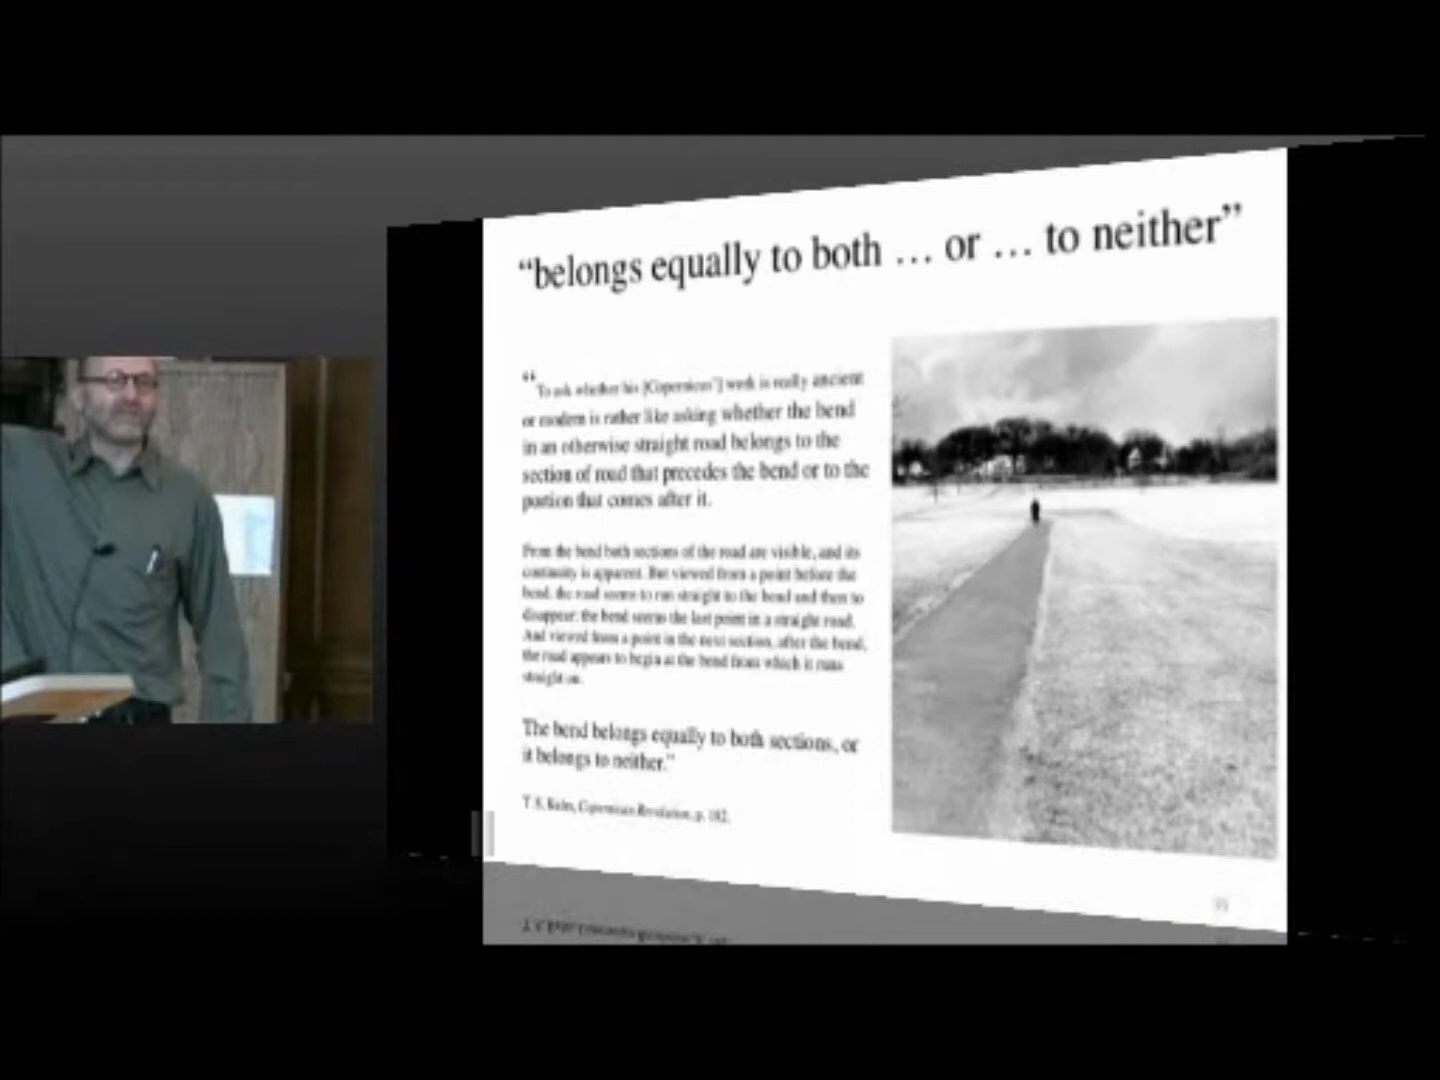 “belongs equally to both … or … to neither”
“To ask whether his [Copernicus’] work is really ancient
or modern is rather like asking whether the bend
in an otherwise straight road belongs to the
section of road that precedes the bend or to the
portion that comes after it.
From the bend both sections of the road are visible, and its
continuity is apparent. But viewed from a point before the
bend, the road seems to run straight to the bend and then to
disappear; the bend seems the last point in a straight road.
And viewed from a point in the next section, after the bend,
the road appears to begin at the bend from which it runs
straight on.
The bend belongs equally to both sections, or
it belongs to neither.”
T. S. Kuhn, Copernican Revolution, p. 182.